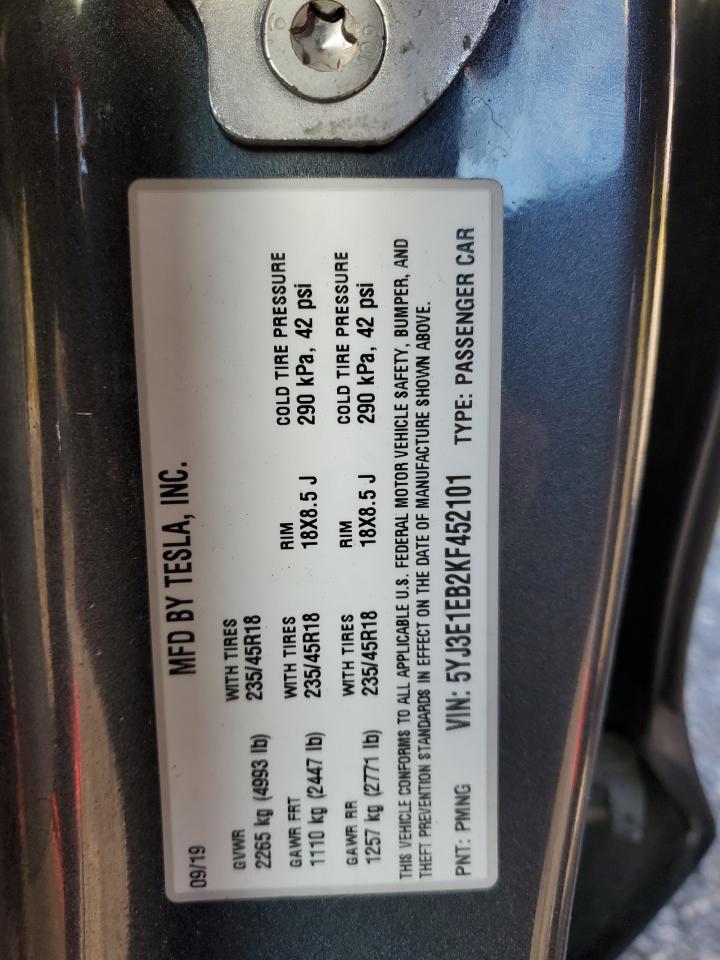 MFD BY TESLA, INC.
09/19
GVWR WITH TIRES
2265 kg (4993 lb) 235/45R18
GAWR FRT WITH TIRES RIM COLD TIRE PRESSURE
1110 kg (2447 lb) 235/45R18 18X8.5 J 290 kPa, 42 psi
GAWR RR WITH TIRES RIM COLD TIRE PRESSURE
1257 kg (2771 lb) 235/45R18 18X8.5 J 290 kPa, 42 psi
THIS VEHICLE CONFORMS TO ALL APPLICABLE U.S. FEDERAL MOTOR VEHICLE SAFETY, BUMPER, AND
THEFT PREVENTION STANDARDS IN EFFECT ON THE DATE OF MANUFACTURE SHOWN ABOVE.
PNT: PMNG VIN: 5YJ3E1EB2KF452101 TYPE: PASSENGER CAR